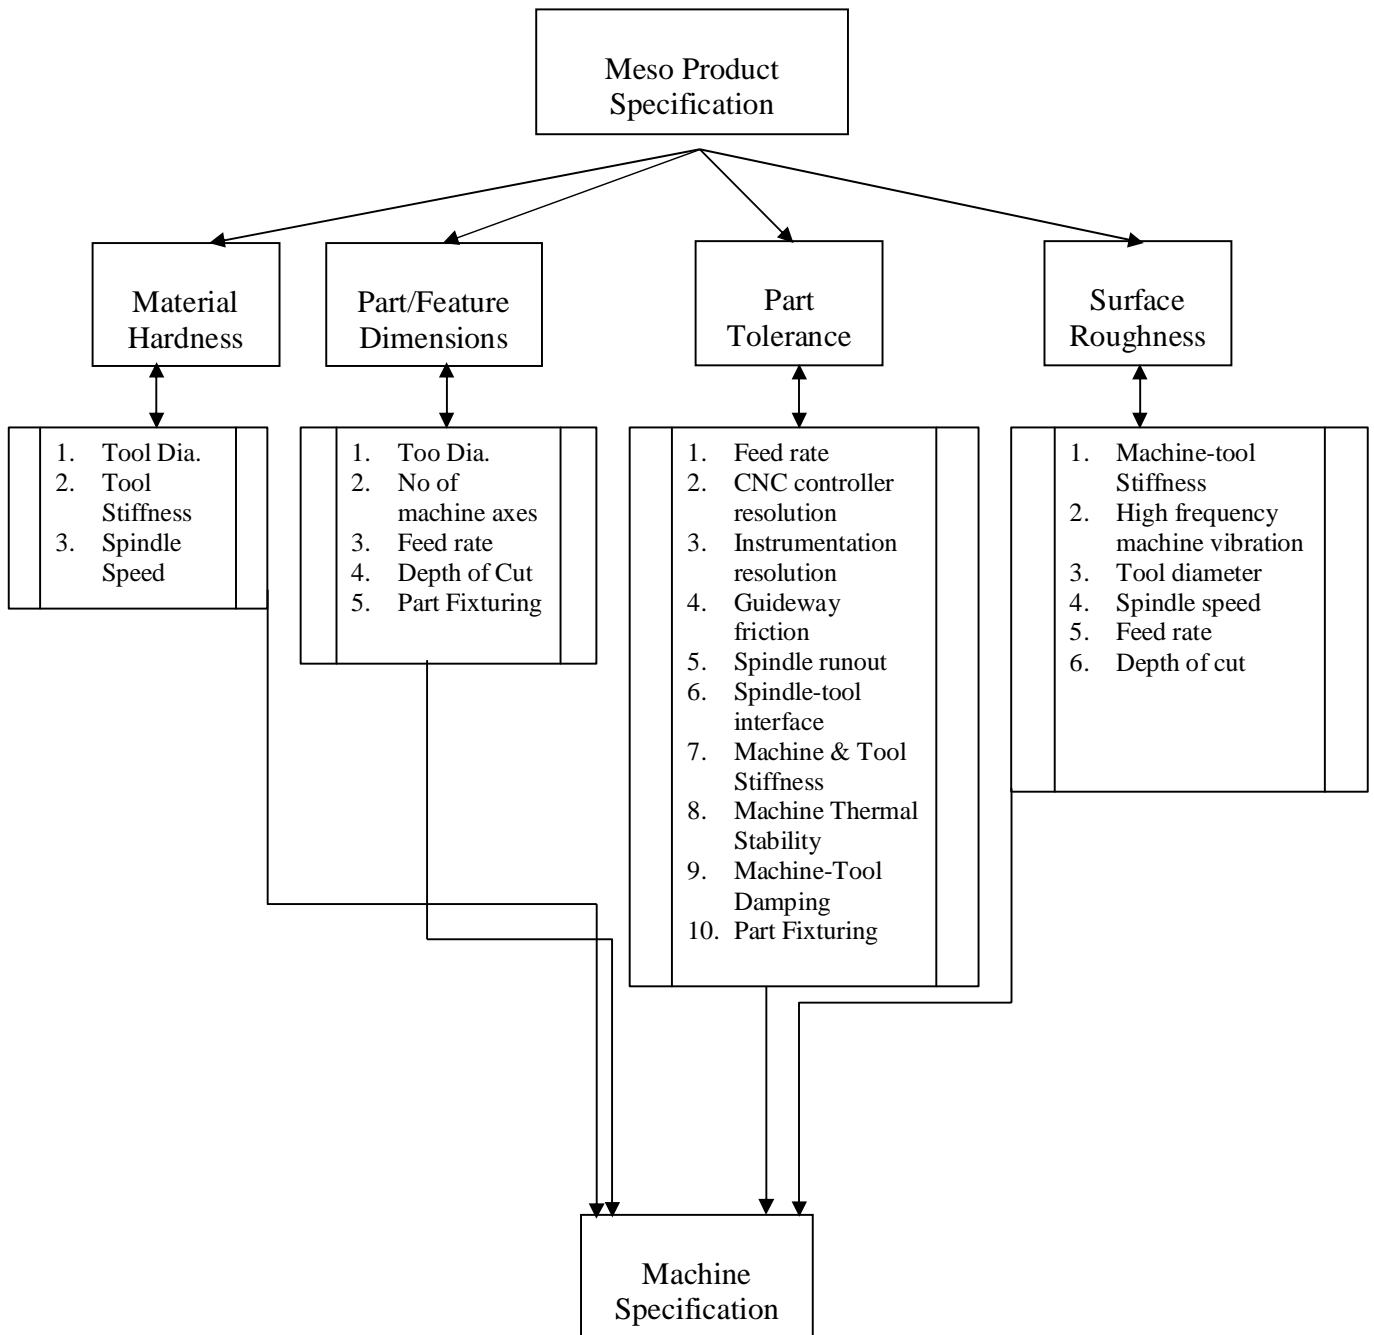 Meso Product
Specification
Material
Hardness
Part/Feature
Dimensions
Part
Tolerance
Surface
Roughness
1. Tool Dia.
2. Tool
Stiffness
3. Spindle
Speed
1. Too Dia.
2. No of
machine axes
3. Feed rate
4. Depth of Cut
5. Part Fixturing
1. Feed rate
2. CNC controller
resolution
3. Instrumentation
resolution
4. Guideway
friction
5. Spindle runout
6. Spindle-tool
interface
7. Machine & Tool
Stiffness
8. Machine Thermal
Stability
9. Machine-Tool
Damping
10. Part Fixturing
1. Machine-tool
Stiffness
2. High frequency
machine vibration
3. Tool diameter
4. Spindle speed
5. Feed rate
6. Depth of cut
Machine
Specification